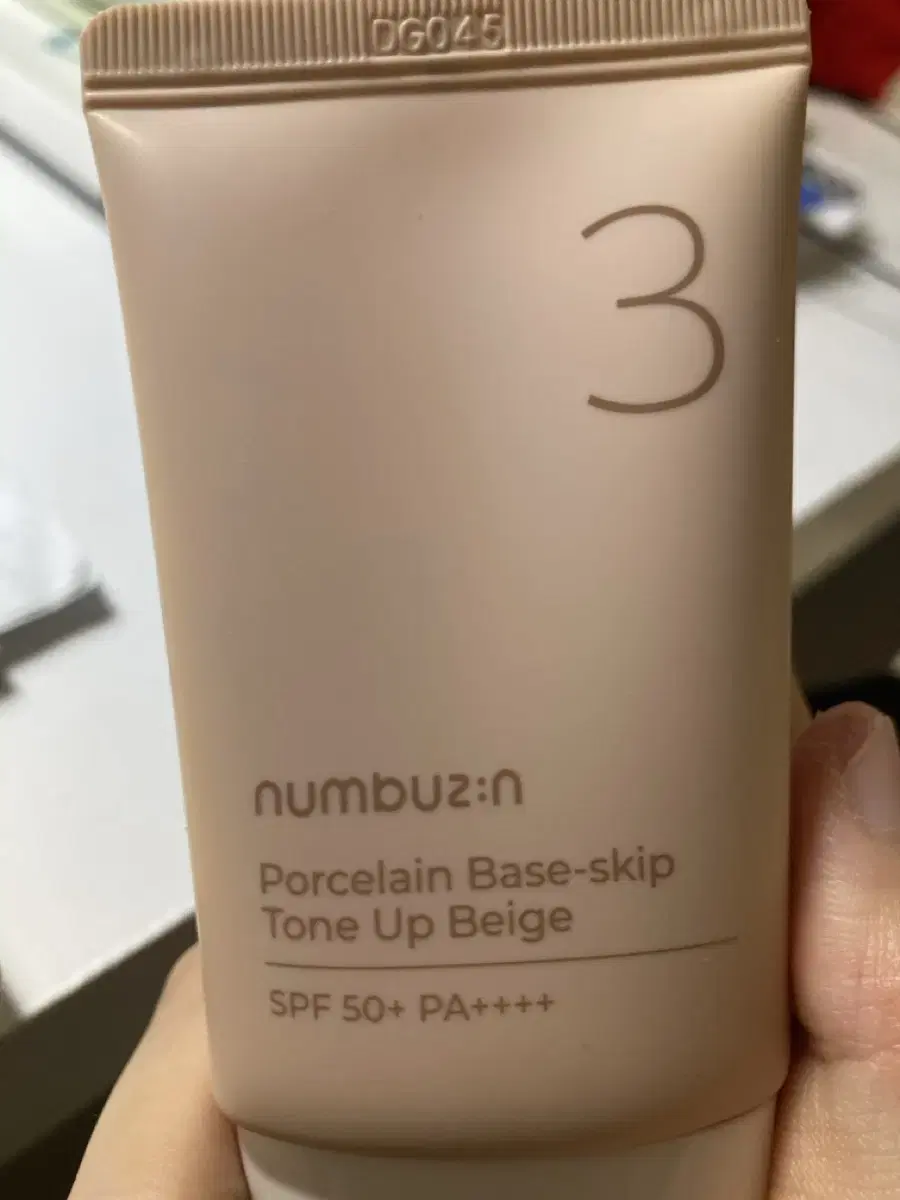 DG045
3
numbuz:n
Porcelain Base-skip
Tone Up Beige
SPF 50+ PA++++